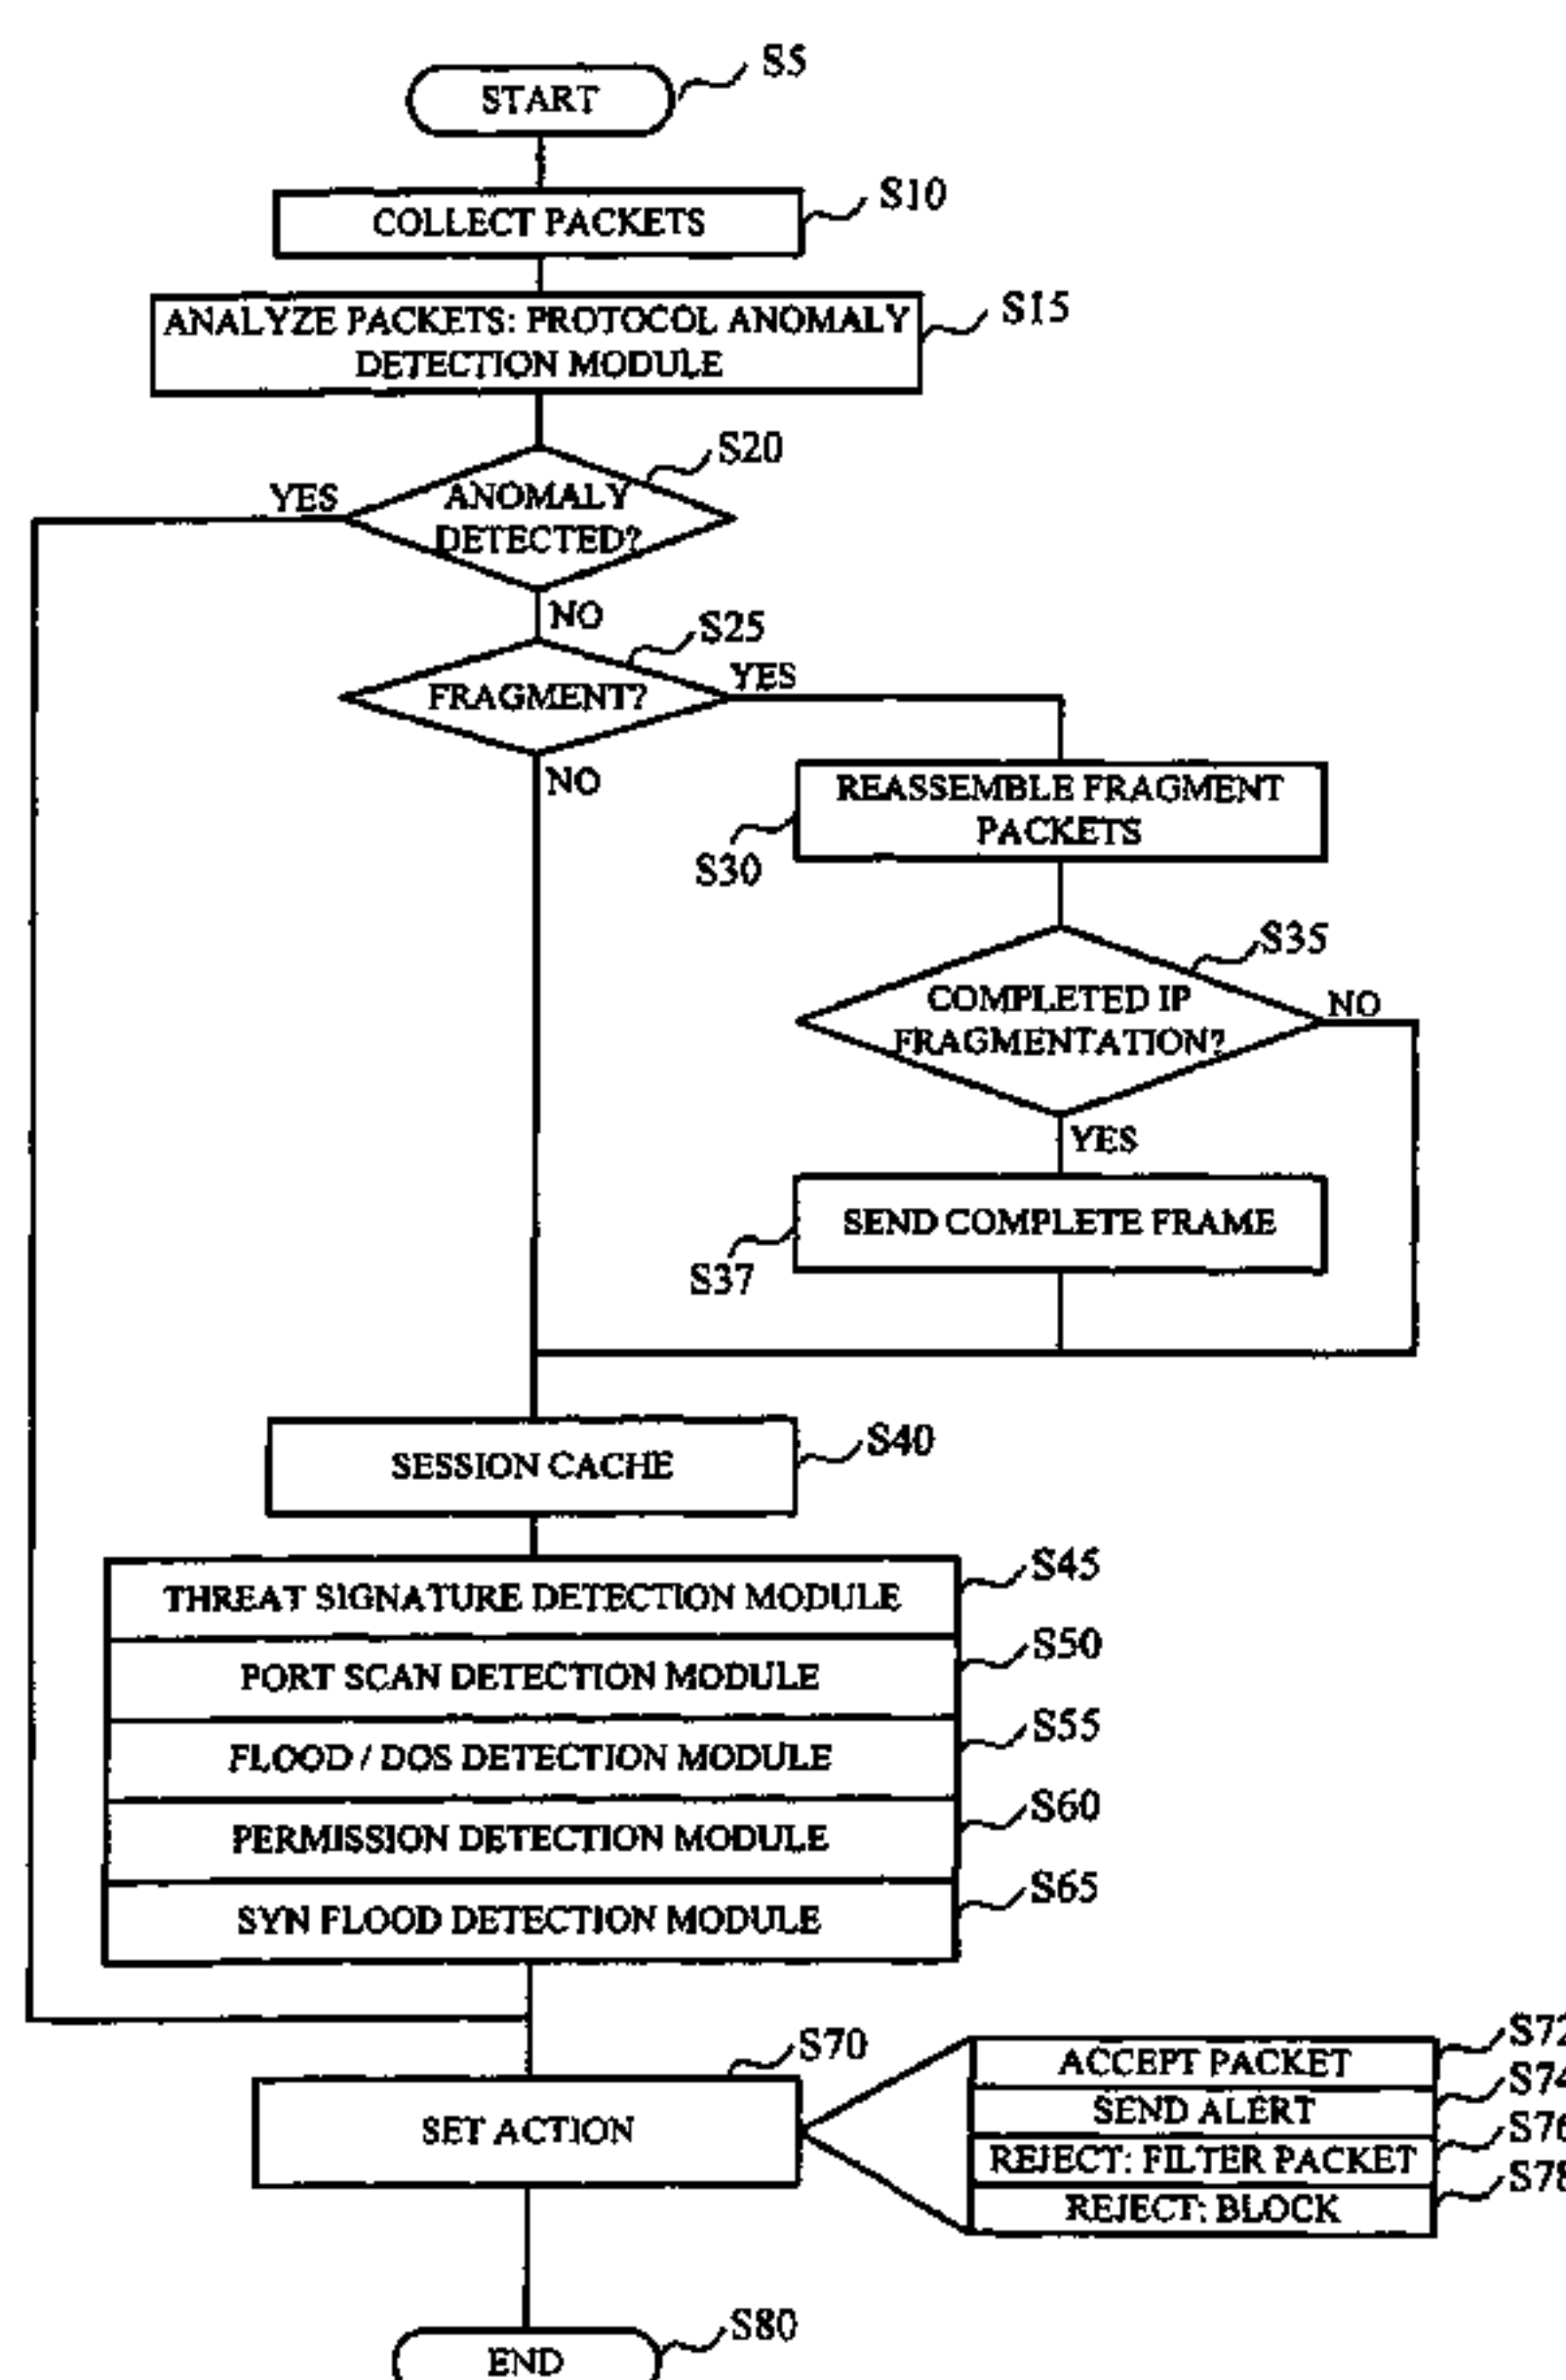 START
S5
COLLECT PACKETS
S10
ANALYZE PACKETS: PROTOCOL ANOMALY
DETECTION MODULE
S15
S20
YES
ANOMALY
DETECTED?
NO
S25
FRAGMENT?
YES
NO
REASSEMBLE FRAGMENT
PACKETS
S30
S35
COMPLETED IP
FRAGMENTATION?
NO
YES
SEND COMPLETE FRAME
S37
SESSION CACHE
S40
THREAT SIGNATURE DETECTION MODULE
S45
PORT SCAN DETECTION MODULE
S50
FLOOD / DOS DETECTION MODULE
S55
PERMISSION DETECTION MODULE
S60
SYN FLOOD DETECTION MODULE
S65
S70
SET ACTION
ACCEPT PACKET
S72
SEND ALERT
S74
REJECT: FILTER PACKET
S76
REJECT: BLOCK
S78
END
S80